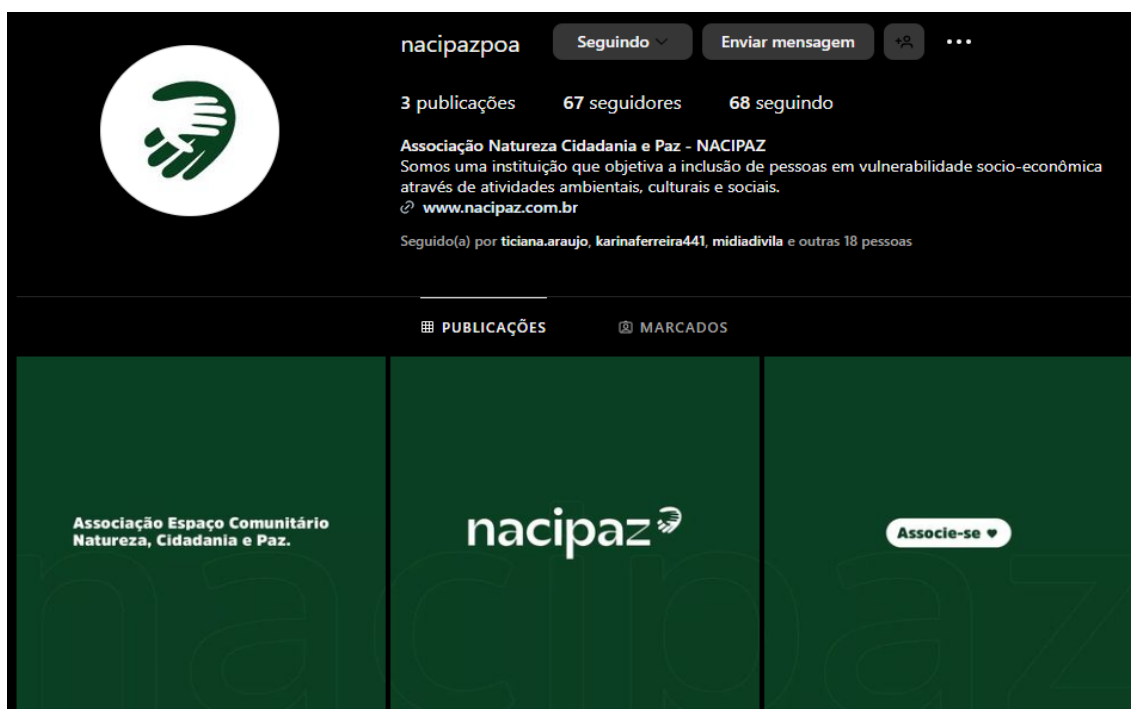 nacipazpoa Seguindo Enviar mensagem
3 publicações 67 seguidores 68 seguindo
Associação Natureza Cidadania e Paz - NACIPAZ
Somos uma instituição que objetiva a inclusão de pessoas em vulnerabilidade socio-econômica
através de atividades ambientais, culturais e sociais.
www.nacipaz.com.br
Seguido(a) por ticiana.araujo, karinaferreira441, midiadivila e outras 18 pessoas
PUBLICAÇÕES MARCADOS
Associação Espaço Comunitário
Natureza, Cidadania e Paz.
nacipaz
Associe-se
nacipaz